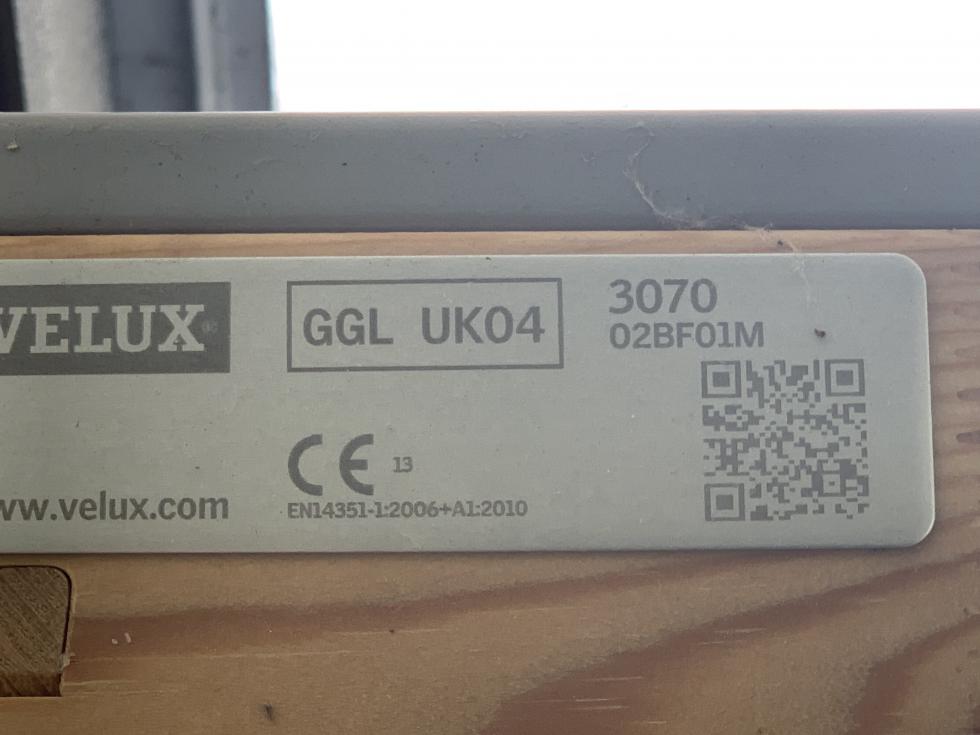 VELUX®
GGL UK04
3070
02BF01M
CE 13
www.velux.com
EN14351-1:2006+A1:2010